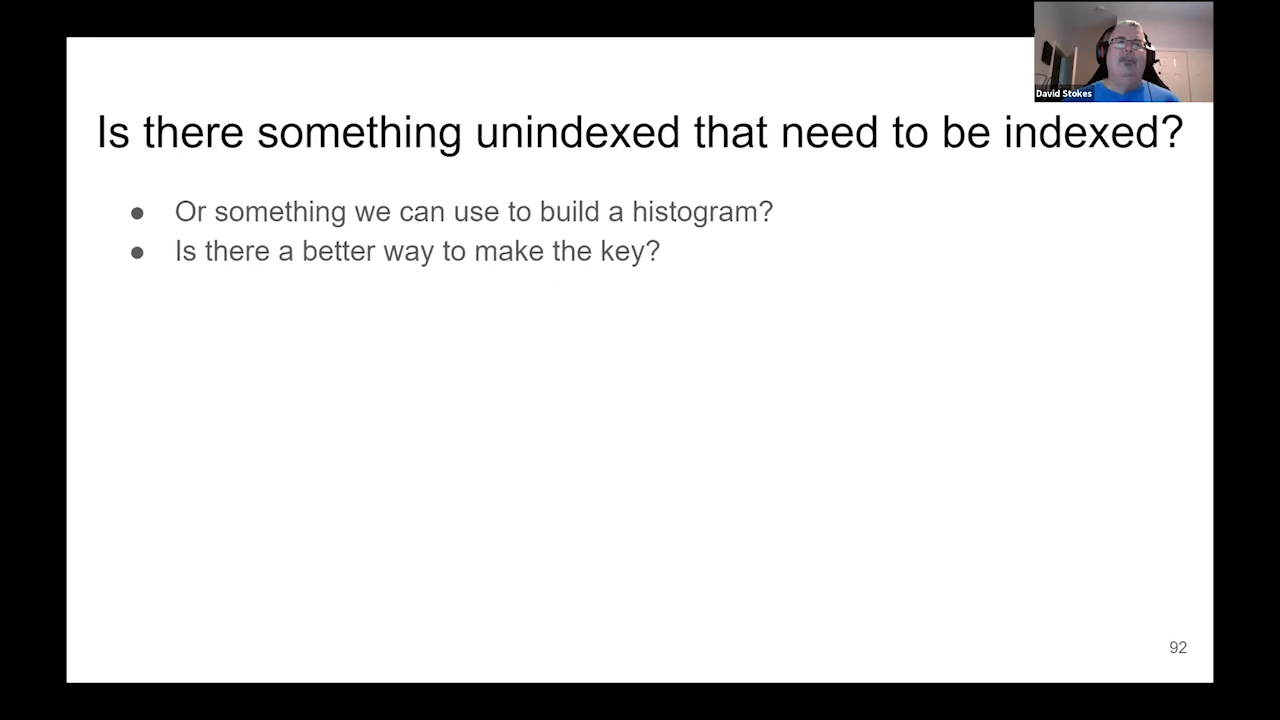 David Stokes
Is there something unindexed that need to be indexed?
● Or something we can use to build a histogram?
● Is there a better way to make the key?
92